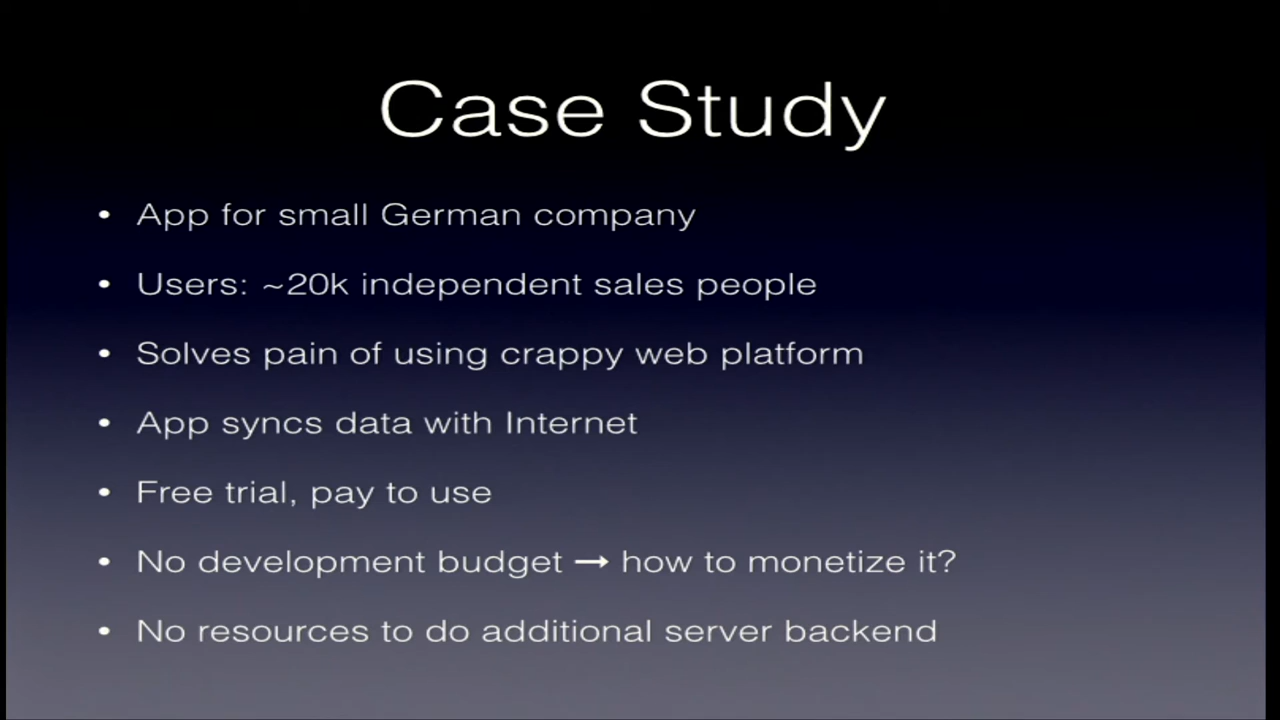 Case Study
• App for small German company
• Users: ~20k independent sales people
• Solves pain of using crappy web platform
• App syncs data with Internet
• Free trial, pay to use
• No development budget → how to monetize it?
• No resources to do additional server backend